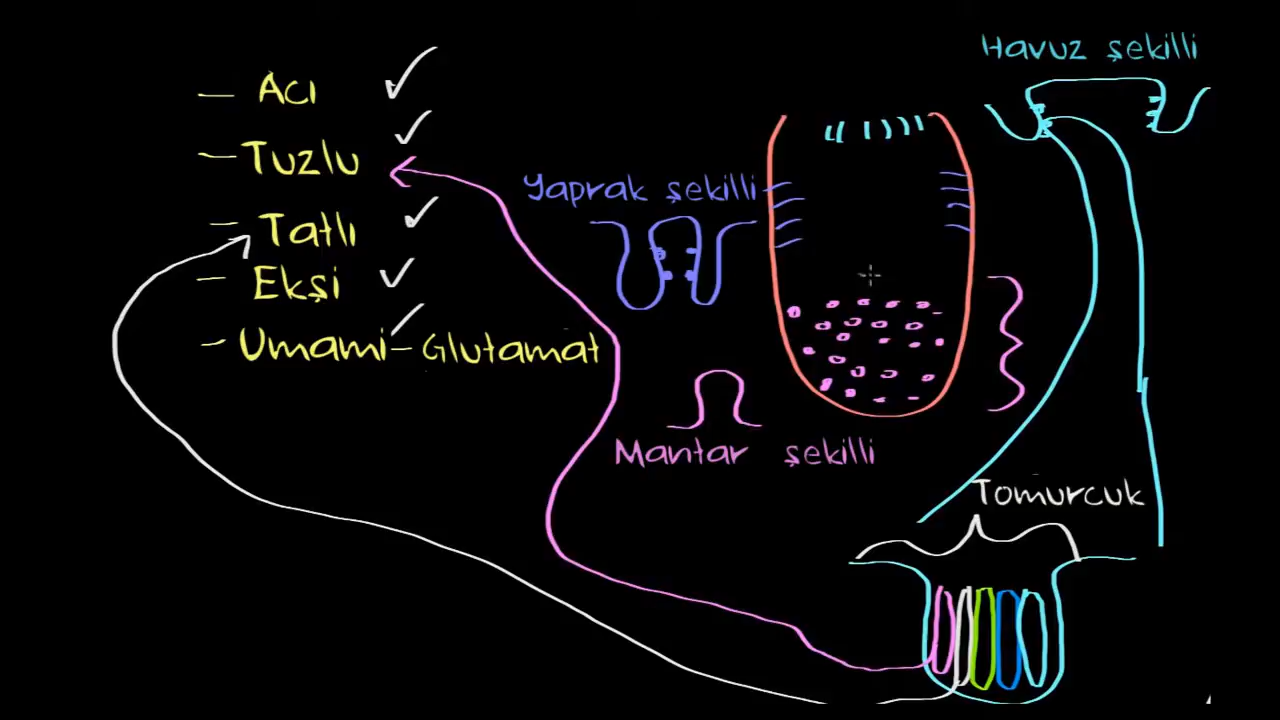 – Acı
– Tuzlu
– Tatlı
– Ekşi
– Umami – Glutamat
Havuz şekilli
Yaprak şekilli
Mantar şekilli
Tomurcuk